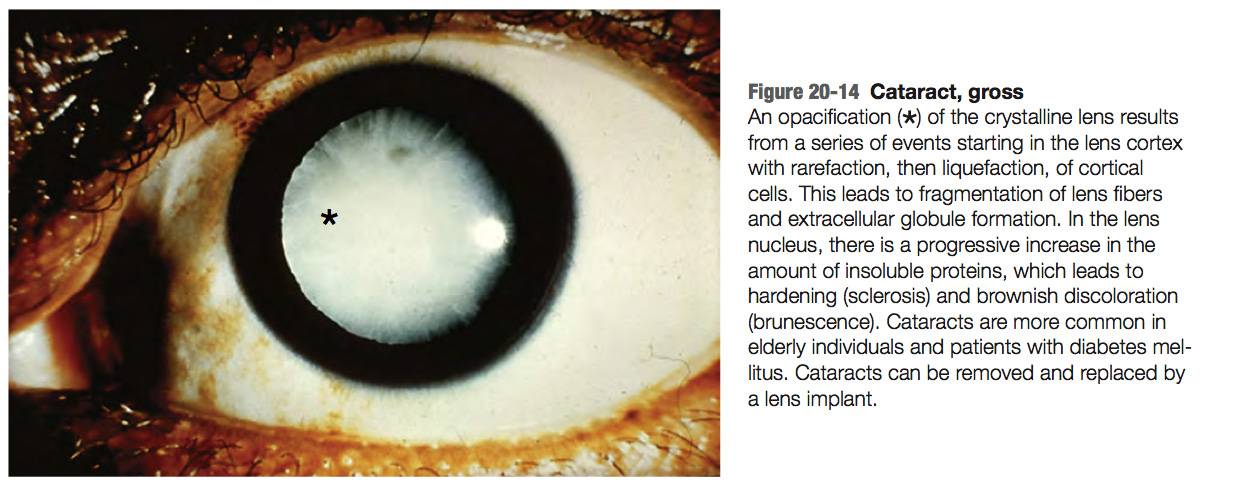 *
Figure 20-14 Cataract, gross
An opacification (*) of the crystalline lens results
from a series of events starting in the lens cortex
with rarefaction, then liquefaction, of cortical
cells. This leads to fragmentation of lens fibers
and extracellular globule formation. In the lens
nucleus, there is a progressive increase in the
amount of insoluble proteins, which leads to
hardening (sclerosis) and brownish discoloration
(brunescence). Cataracts are more common in
elderly individuals and patients with diabetes mel-
litus. Cataracts can be removed and replaced by
a lens implant.